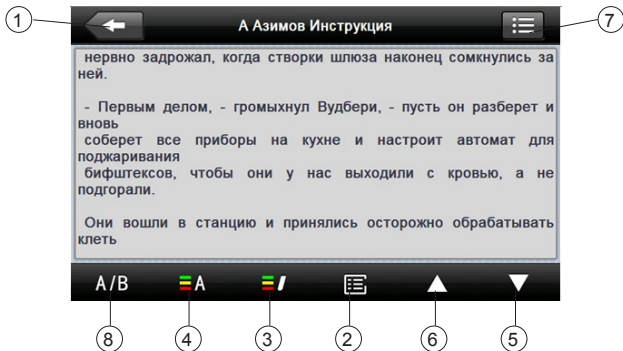 1
А Азимов Инструкция
7
нервно задрожал, когда створки шлюза наконец сомкнулись за
ней.
- Первым делом, - громыхнул Вудбери, - пусть он разберет и
вновь
соберет все приборы на кухне и настроит автомат для
поджаривания
бифштексов, чтобы они у нас выходили с кровью, а не
подгорали.
Они вошли в станцию и принялись осторожно обрабатывать
клеть
A/B
A
8
4
3
2
6
5